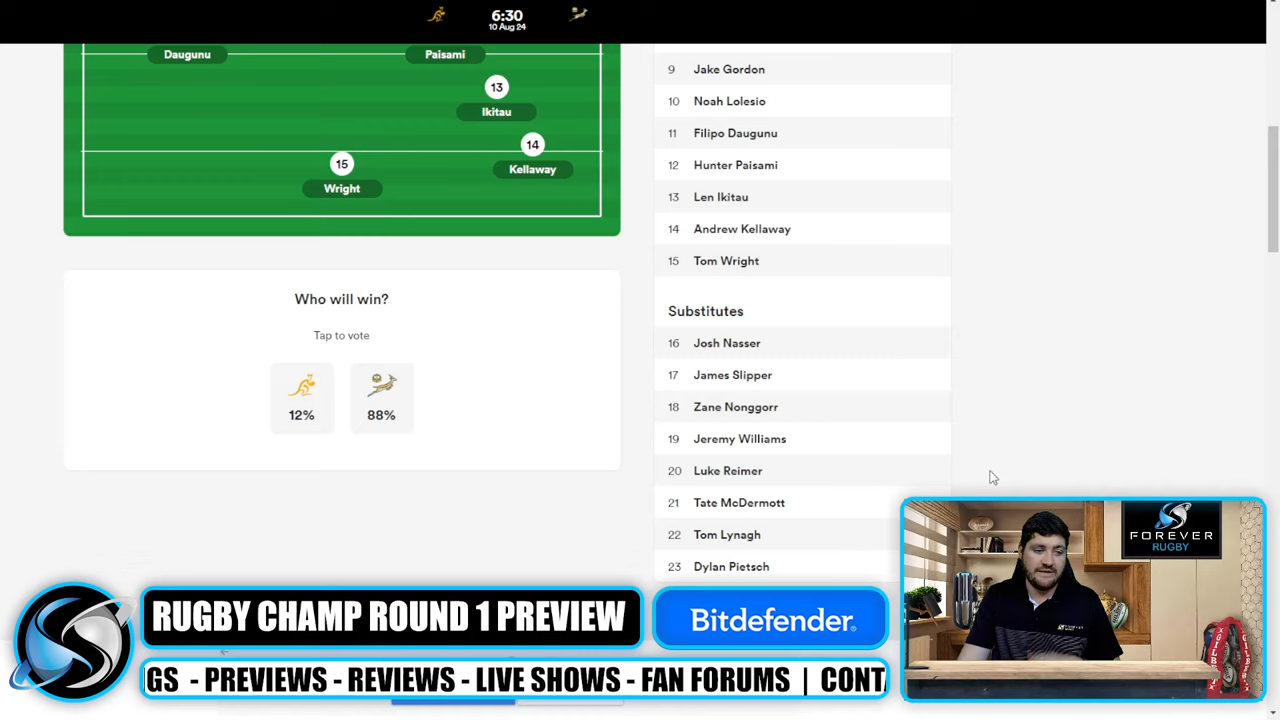 6:30
10 Aug 24
Daugunu
Paisami
13
Ikitau
14
Kellaway
15
Wright
Who will win?
Tap to vote
12%
88%
9 Jake Gordon
10 Noah Lolesio
11 Filipo Daugunu
12 Hunter Paisami
13 Len Ikitau
14 Andrew Kellaway
15 Tom Wright
Substitutes
16 Josh Nasser
17 James Slipper
18 Zane Nonggorr
19 Jeremy Williams
20 Luke Reimer
21 Tate McDermott
22 Tom Lynagh
23 Dylan Pietsch
FOREVER
RUGBY
RUGBY CHAMP ROUND 1 PREVIEW
Bitdefender
GS - PREVIEWS - REVIEWS - LIVE SHOWS - FAN FORUMS | CONT